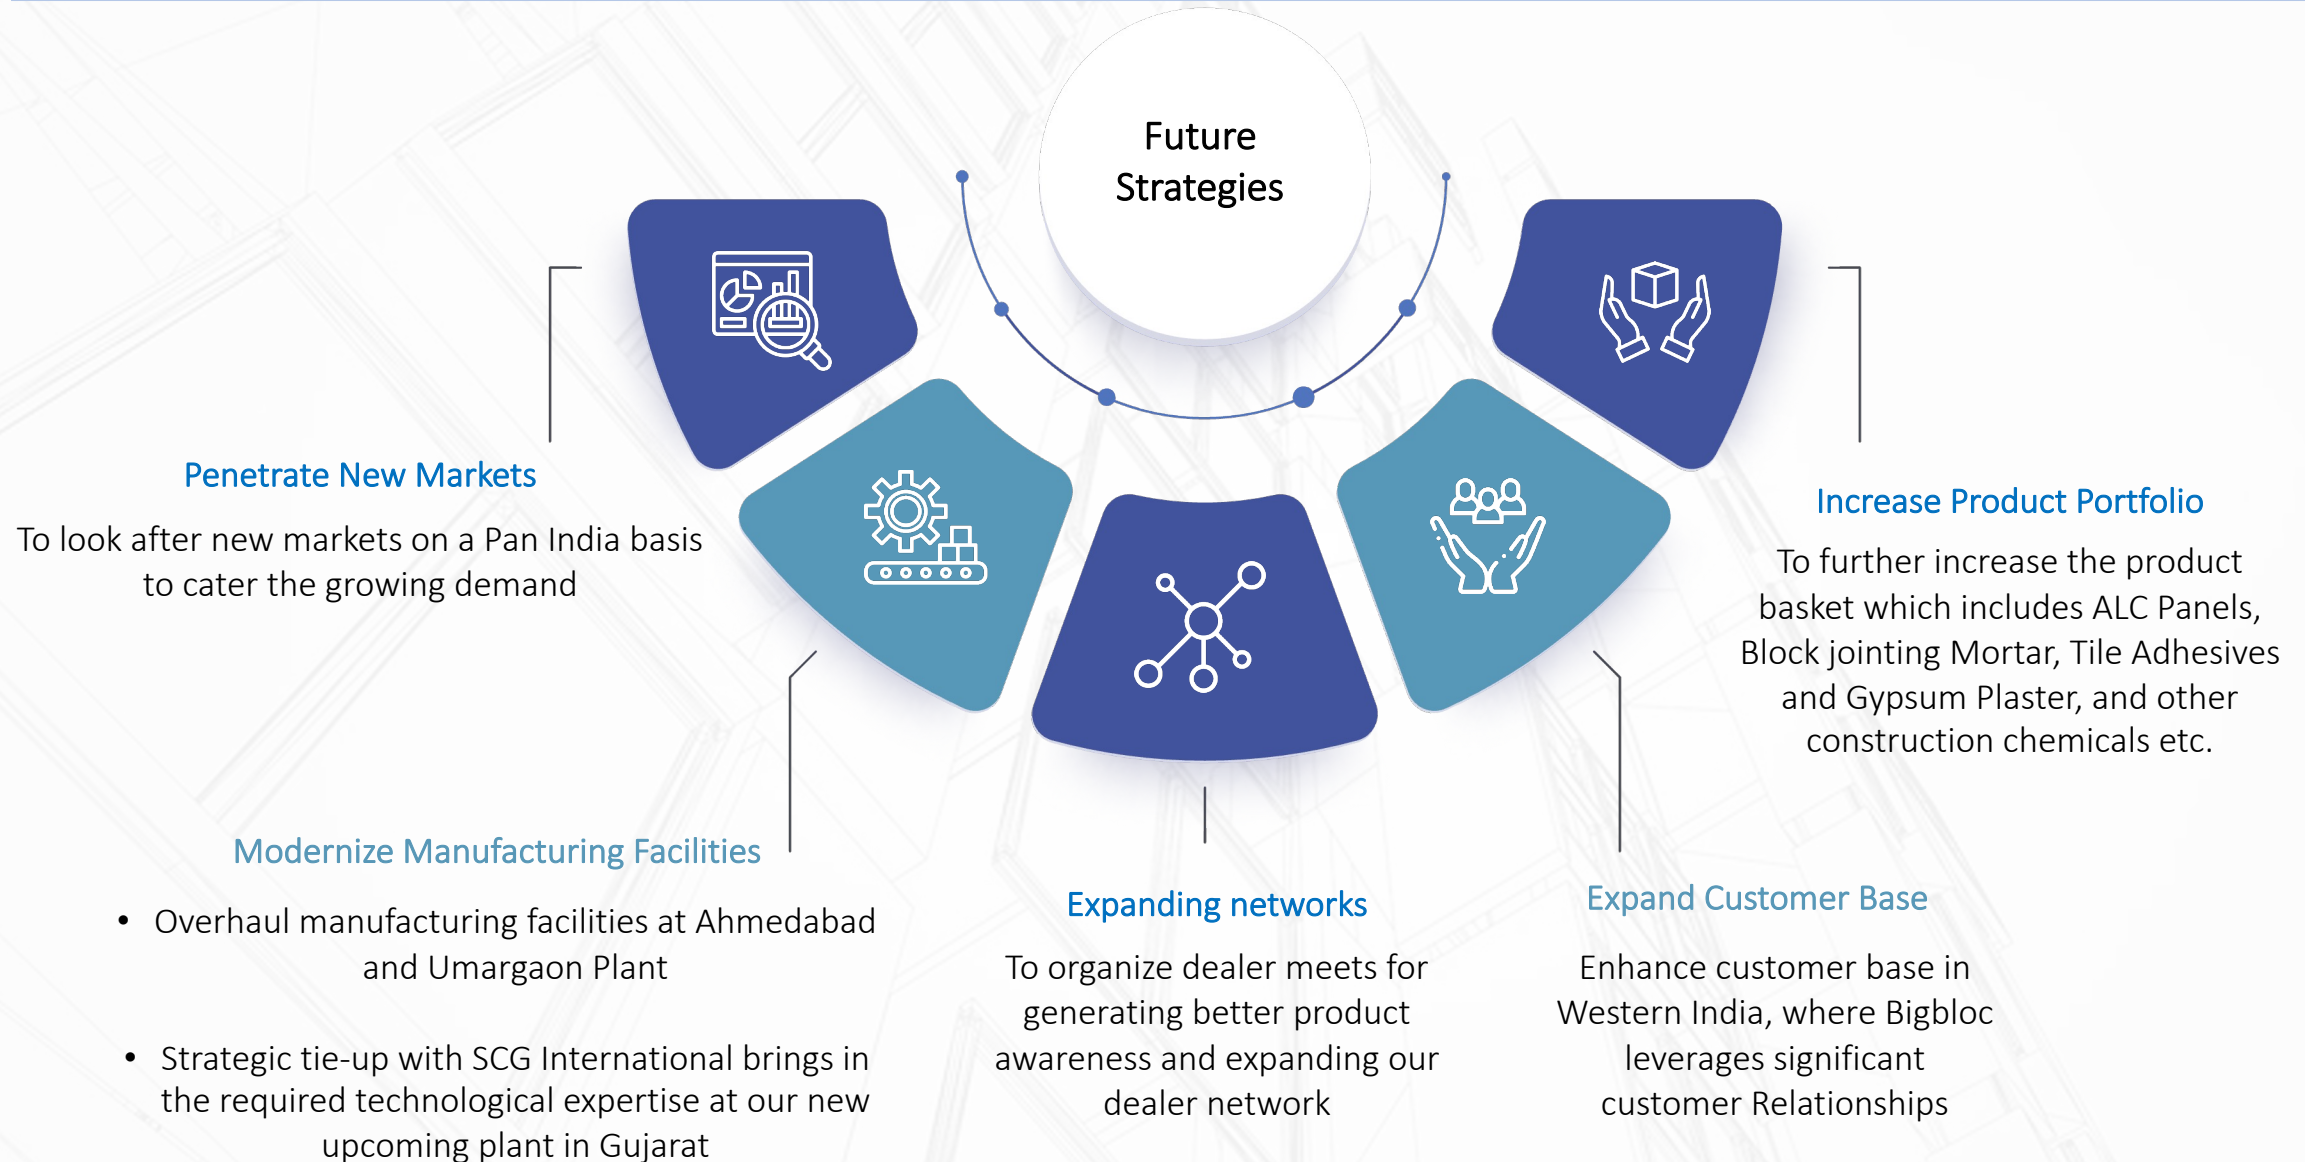 Future
Strategies
Penetrate New Markets
To look after new markets on a Pan India basis
to cater the growing demand
Modernize Manufacturing Facilities
• Overhaul manufacturing facilities at Ahmedabad
and Umargaon Plant
• Strategic tie-up with SCG International brings in
the required technological expertise at our new
upcoming plant in Gujarat
Expanding networks
To organize dealer meets for
generating better product
awareness and expanding our
dealer network
Expand Customer Base
Enhance customer base in
Western India, where Bigbloc
leverages significant
customer Relationships
Increase Product Portfolio
To further increase the product
basket which includes ALC Panels,
Block jointing Mortar, Tile Adhesives
and Gypsum Plaster, and other
construction chemicals etc.